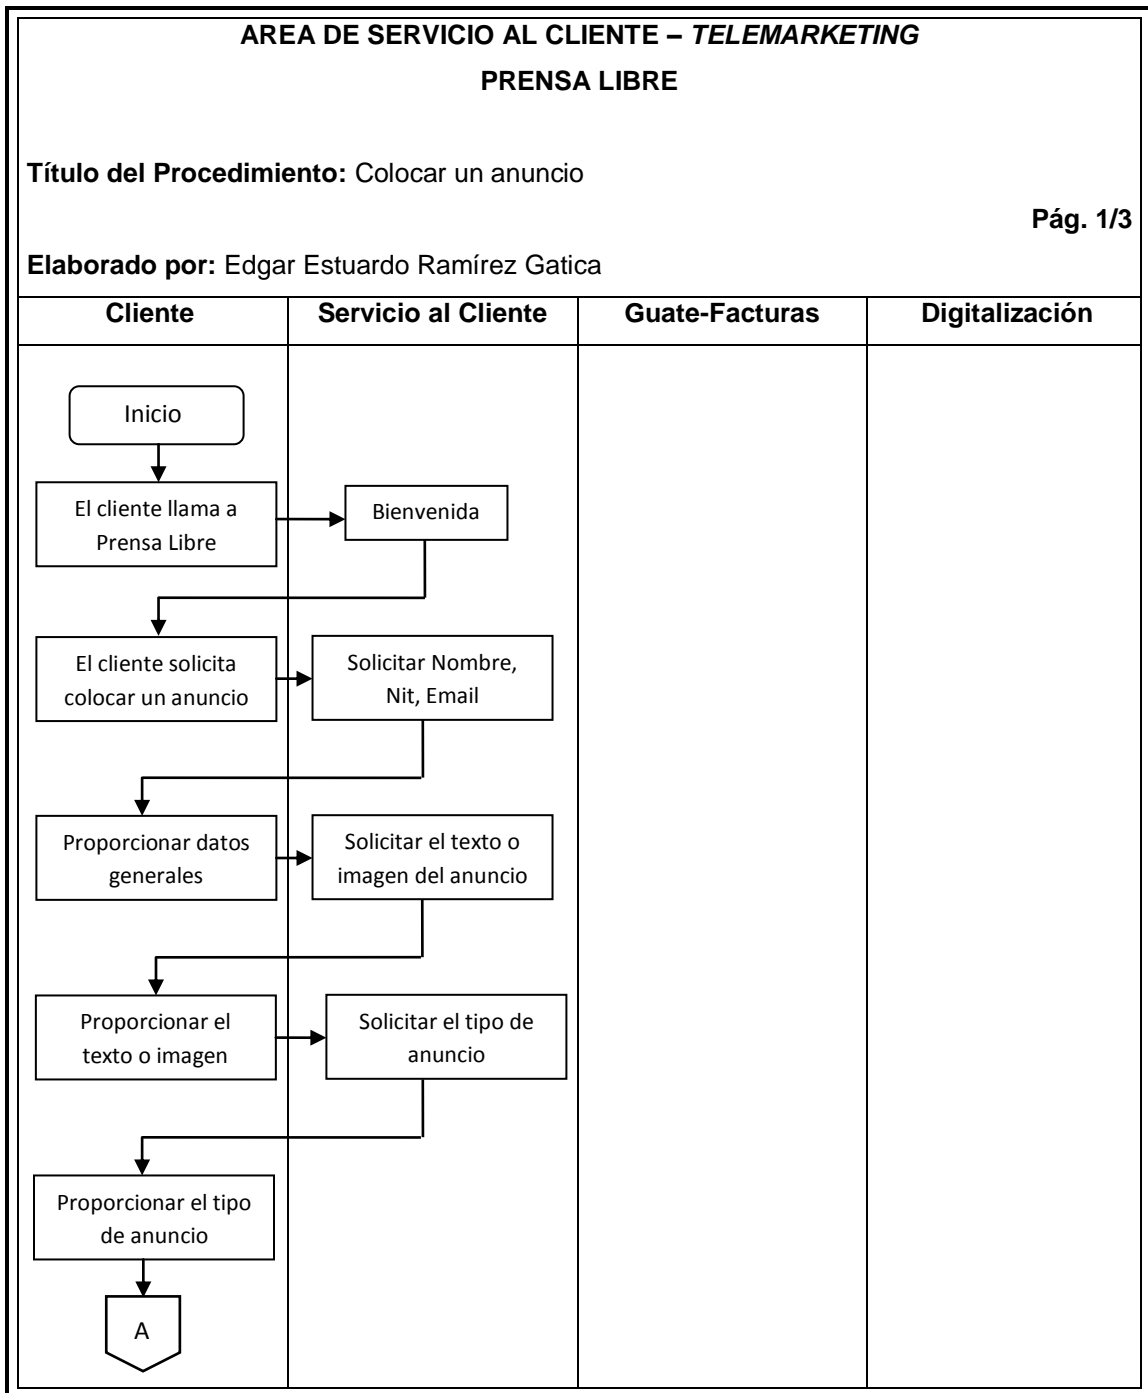 AREA DE SERVICIO AL CLIENTE – TELEMARKETING
PRENSA LIBRE
Título del Procedimiento: Colocar un anuncio
Pág. 1/3
Elaborado por: Edgar Estuardo Ramírez Gatica
Cliente
Servicio al Cliente
Guate-Facturas
Digitalización
Inicio
El cliente llama a
Prensa Libre
Bienvenida
El cliente solicita
colocar un anuncio
Solicitar Nombre,
Nit, Email
Proporcionar datos
generales
Solicitar el texto o
imagen del anuncio
Proporcionar el
texto o imagen
Solicitar el tipo de
anuncio
Proporcionar el tipo
de anuncio
A